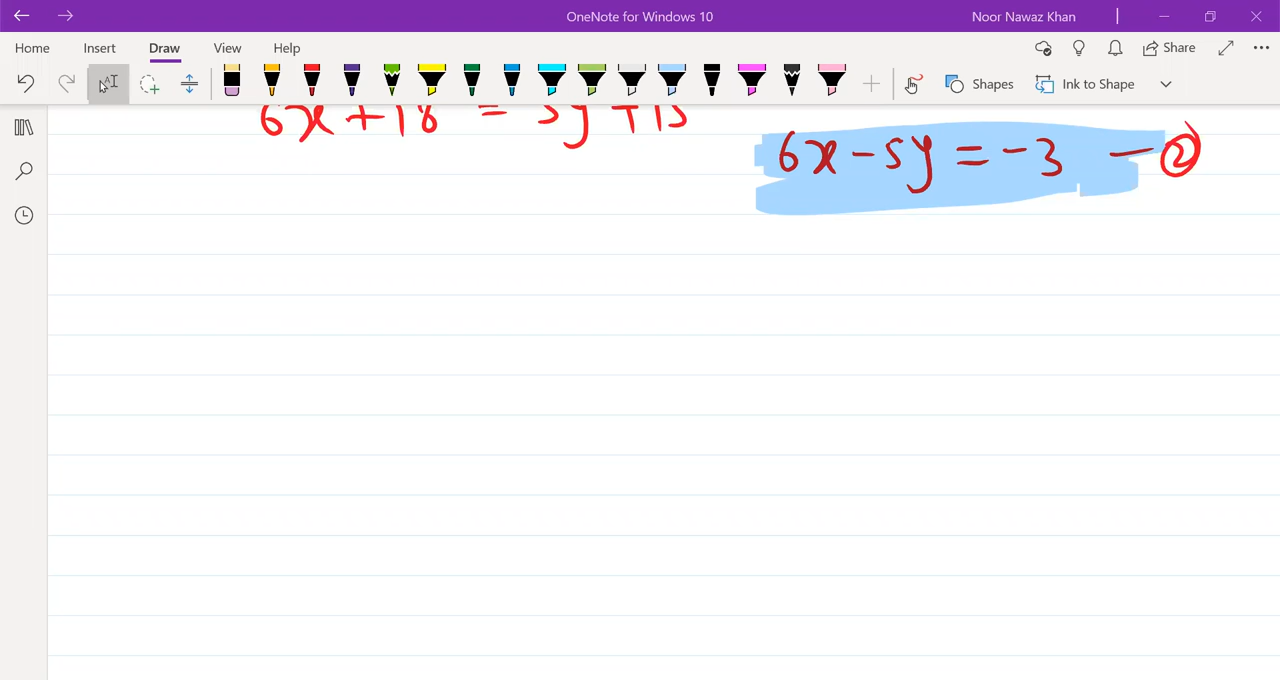 OneNote for Windows 10
Noor Nawaz Khan
Home Insert Draw View Help Share
Shapes Ink to Shape
6x + 18 = 5y + 15
6x - 5y = -3 — ②